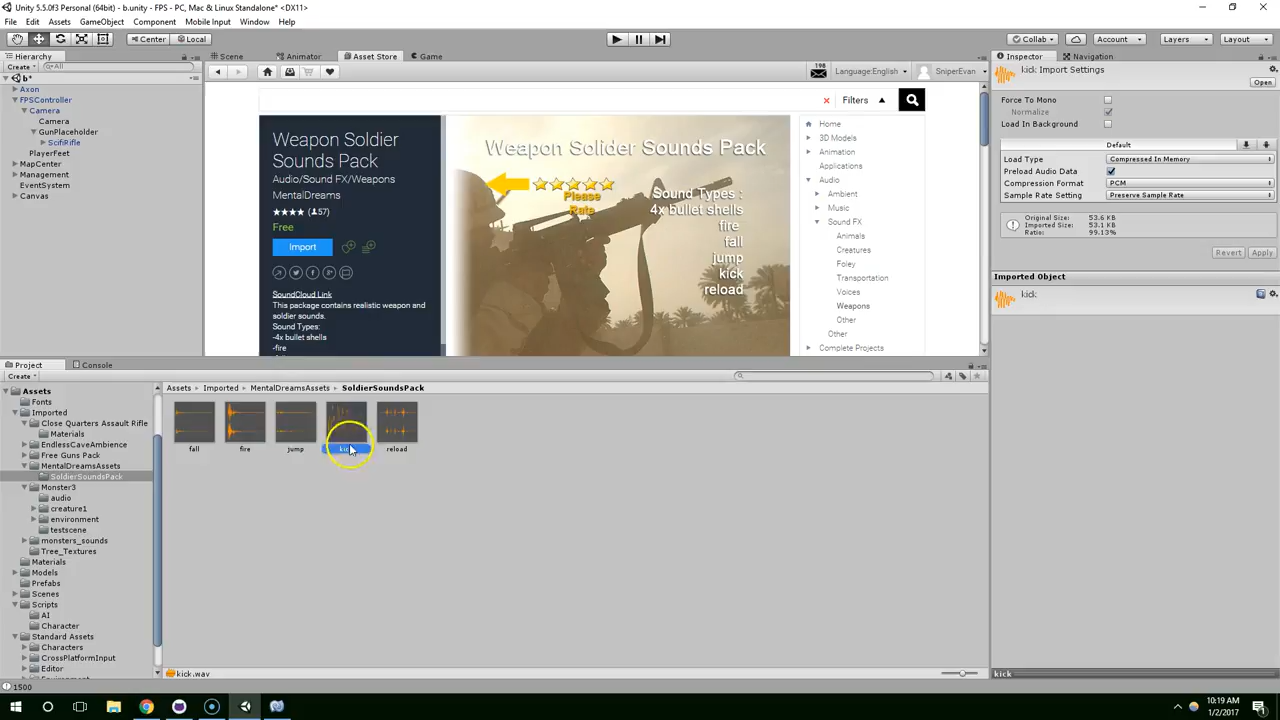 Unity 5.5.0f3 Personal (64bit) - b.unity - FPS - PC, Mac & Linux Standalone* <DX11>
File Edit Assets GameObject Component Mobile Input Window Help
Center Local Collab Account Layers Layout
Hierarchy
Create All
b*
Axon
FPSController
Camera
Camera
GunPlaceholder
ScifiRifle
PlayerFeet
MapCenter
Management
EventSystem
Canvas
Scene Animator Asset Store Game
198
Language:English
SniperEvan
Filters
Weapon Soldier
Sounds Pack
Audio/Sound FX/Weapons
MentalDreams
Free
Import
SoundCloud Link
This package contains realistic weapon and
soldier sounds.
Sound Types:
-4x bullet shells
-fire
Weapon Solider Sounds Pack
Please
Rate
Sound Types :
4x bullet shells
fire
fall
jump
kick
reload
Home
3D Models
Animation
Applications
Audio
Ambient
Music
Sound FX
Animals
Creatures
Foley
Transportation
Voices
Weapons
Other
Other
Complete Projects
Inspector Navigation
kick Import Settings
Open
Force To Mono
Normalize
Load In Background
Default
Load Type Compressed In Memory
Preload Audio Data
Compression Format PCM
Sample Rate Setting Preserve Sample Rate
Original Size: 53.6 KB
Imported Size: 53.1 KB
Ratio: 99.13%
Revert Apply
Imported Object
kick
Project Console
Create
Assets
Fonts
Imported
Close Quarters Assault Rifle
Materials
EndlessCaveAmbience
Free Guns Pack
MentalDreamsAssets
SoldierSoundsPack
Monster3
audio
creature1
environment
testscene
monsters_sounds
Tree_Textures
Materials
Models
Prefabs
Scenes
Scripts
AI
Character
Standard Assets
Characters
CrossPlatformInput
Editor
Assets Imported MentalDreamsAssets SoldierSoundsPack
fall fire jump kick reload
kick.wav
kick
1500
10:19 AM
1/2/2017